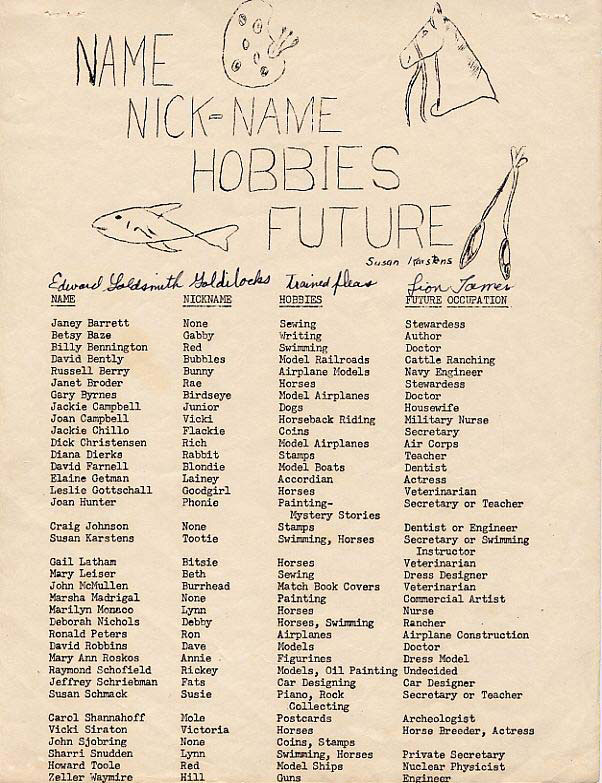 NAME
NICK-NAME
HOBBIES
FUTURE
Susan Karstens
Edward Goldsmith Goldilocks Trained fleas Lion Tamer
NAME NICKNAME HOBBIES FUTURE OCCUPATION
Janey Barrett None Sewing Stewardess
Betsy Baze Gabby Writing Author
Billy Bennington Red Swimming Doctor
David Bently Bubbles Model Railroads Cattle Ranching
Russell Berry Bunny Airplane Models Navy Engineer
Janet Broder Rae Horses Stewardess
Gary Byrnes Birdseye Model Airplanes Doctor
Jackie Campbell Junior Dogs Housewife
Joan Campbell Vicki Horseback Riding Military Nurse
Jackie Chillo Flackie Coins Secretary
Dick Christensen Rich Model Airplanes Air Corps
Diana Dierks Rabbit Stamps Teacher
David Farnell Blondie Model Boats Dentist
Elaine Getman Lainey Accordian Actress
Leslie Gottschall Goodgirl Horses Veterinarian
Joan Hunter Phonie Painting- Secretary or Teacher
Mystery Stories
Craig Johnson None Stamps Dentist or Engineer
Susan Karstens Tootie Swimming, Horses Secretary or Swimming
Instructor
Gail Latham Bitsie Horses Veterinarian
Mary Leiser Beth Sewing Dress Designer
John McMullen Burrhead Match Book Covers Veterinarian
Marsha Madrigal None Painting Commercial Artist
Marilyn Monaco Lynn Horses Nurse
Deborah Nichols Debby Horses, Swimming Rancher
Ronald Peters Ron Airplanes Airplane Construction
David Robbins Dave Models Doctor
Mary Ann Roskos Annie Figurines Dress Model
Raymond Schofield Rickey Models, Oil Painting Undecided
Jeffrey Schriebman Fats Car Designing Car Designer
Susan Schmack Susie Piano, Rock Secretary or Teacher
Collecting
Carol Shannahoff Mole Postcards Archeologist
Vicki Siraton Victoria Horses Horse Breeder, Actress
John Sjobring None Coins, Stamps
Sharri Snudden Lynn Swimming, Horses Private Secretary
Howard Toole Red Model Ships Nuclear Physicist
Zeller Waymire Hill Guns Engineer